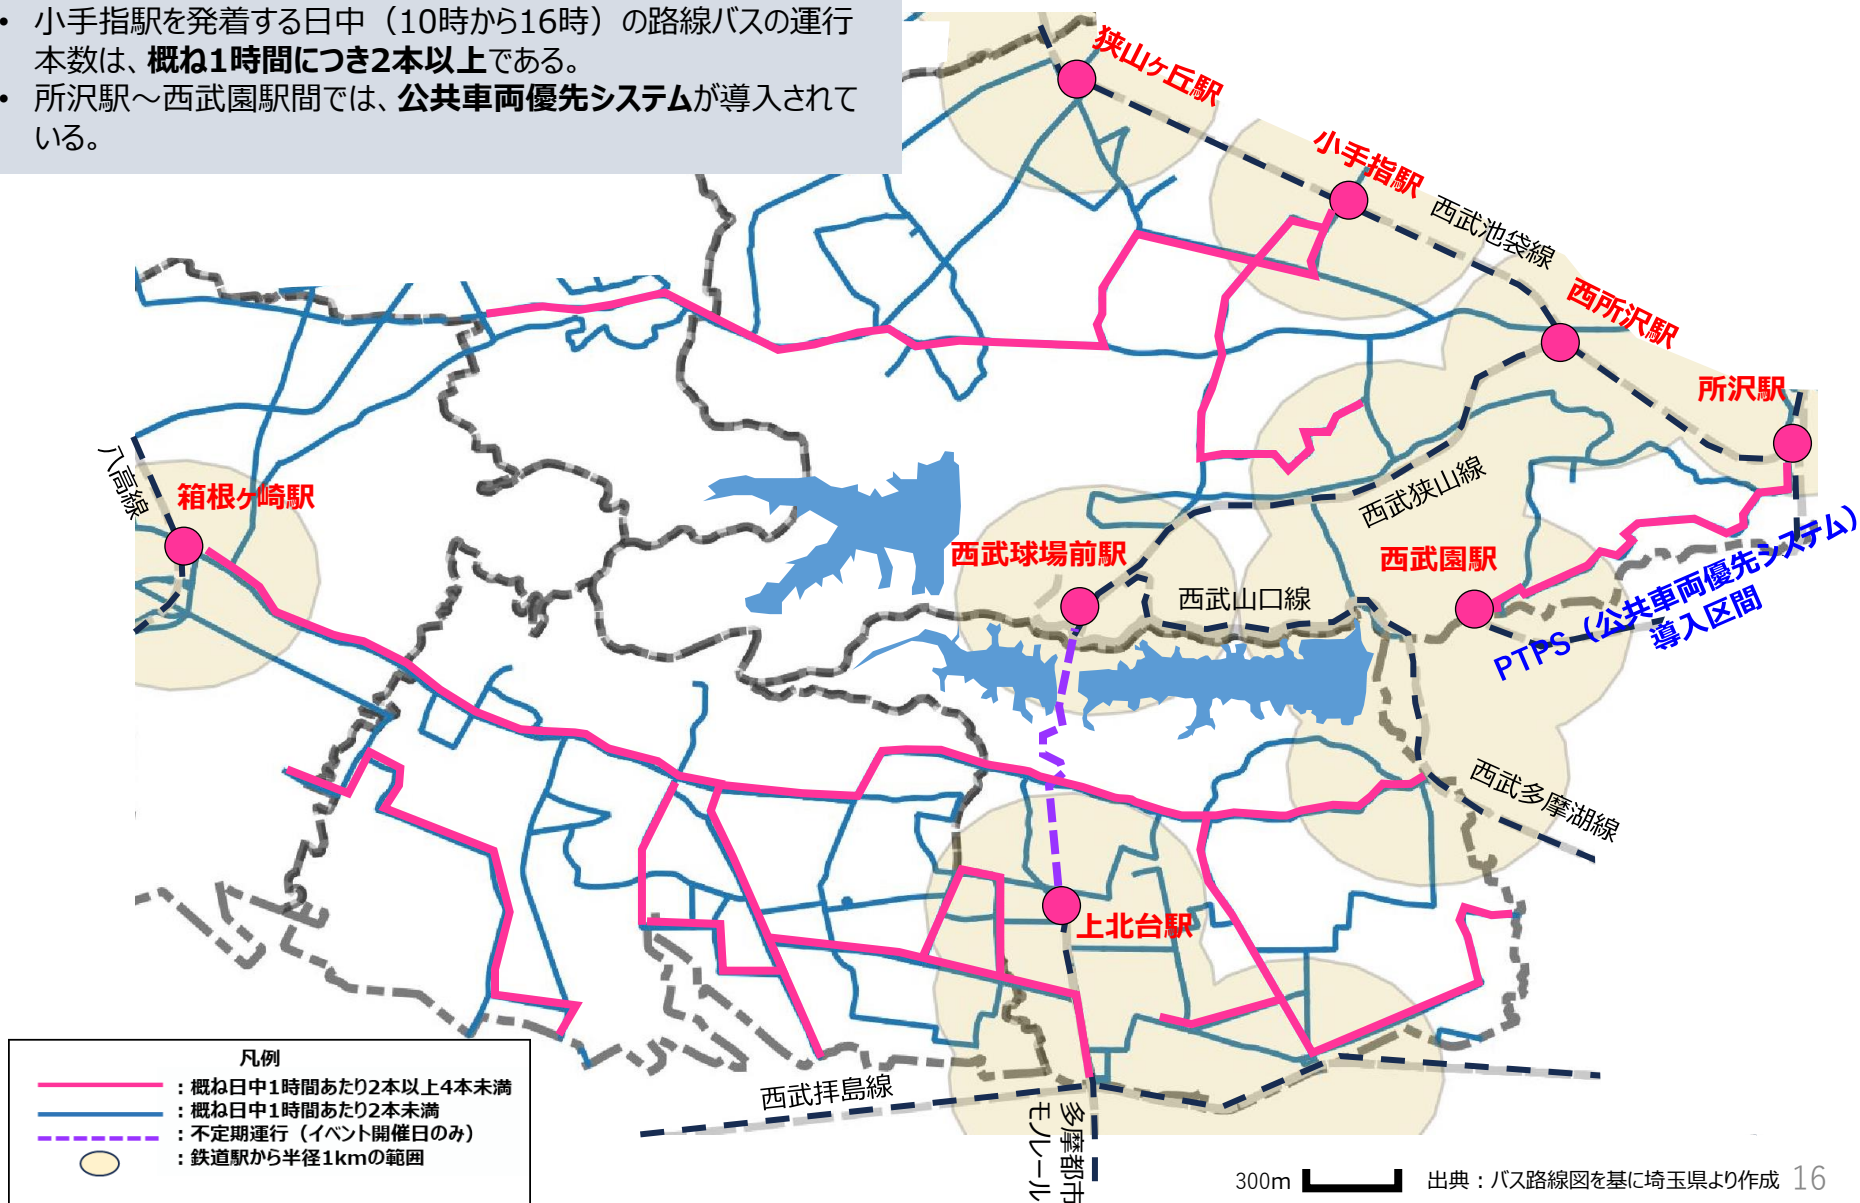 • 小手指駅を発着する日中（10時から16時）の路線バスの運行
本数は、概ね1時間につき2本以上である。
• 所沢駅～西武園駅間では、公共車両優先システムが導入されて
いる。
狭山ヶ丘駅
小手指駅
西武池袋線
西所沢駅
所沢駅
八高線
箱根ヶ崎駅
西武狭山線
西武球場前駅
西武園駅
西武山口線
PTPS（公共車両優先システム）
導入区間
西武多摩湖線
上北台駅
西武拝島線
多摩都市
モノレール
凡例
：概ね日中1時間あたり2本以上4本未満
：概ね日中1時間あたり2本未満
：不定期運行（イベント開催日のみ）
：鉄道駅から半径1kmの範囲
300m
出典：バス路線図を基に埼玉県より作成
16